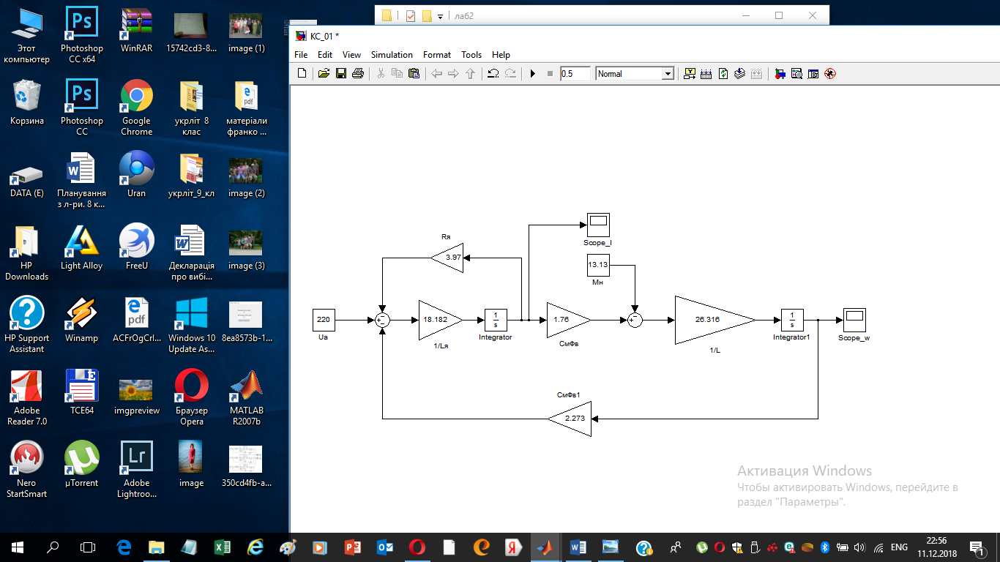 Этот
компьютер
Photoshop
CC x64
WinRAR
15742cd3-8...
image (1)
Корзина
Photoshop
CC
Google
Chrome
укрліт 8
клас
матеріали
франко ...
DATA (E)
Планування
з л-ри. 8 к...
Uran
укрліт_9_кл
image (2)
HP
Downloads
Light Alloy
FreeU
Декларація
про вибі...
image (3)
HP Support
Assistant
Winamp
ACFrOgCrl...
Windows 10
Update As...
8ea8573b-1...
Adobe
Reader 7.0
TCE64
imgpreview
Браузер
Opera
MATLAB
R2007b
Nero
StartSmart
µTorrent
Adobe
Lightroo...
image
350cd4fb-a...
лаб2
KC_01 *
File Edit View Simulation Format Tools Help
0.5 Normal
Scope_I
Rя
3.97
13.13
Мн
220
Ua
18.182
1/Lя
1
s
Integrator
1.76
СмФв
26.316
1/L
1
s
Integrator1
Scope_w
СмФв1
2.273
Активация Windows
Чтобы активировать Windows, перейдите в
раздел "Параметры".
ENG
22:56
11.12.2018